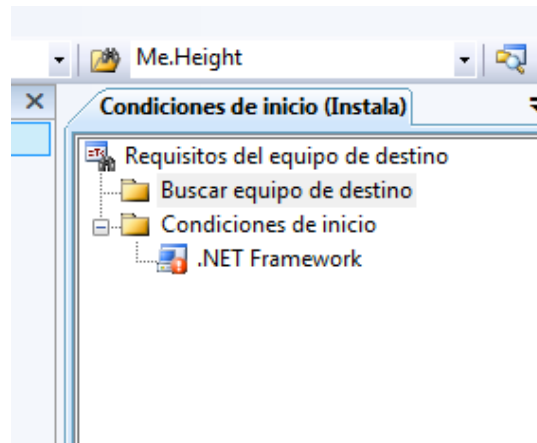 Me.Height
Condiciones de inicio (Instala)
Requisitos del equipo de destino
Buscar equipo de destino
Condiciones de inicio
.NET Framework